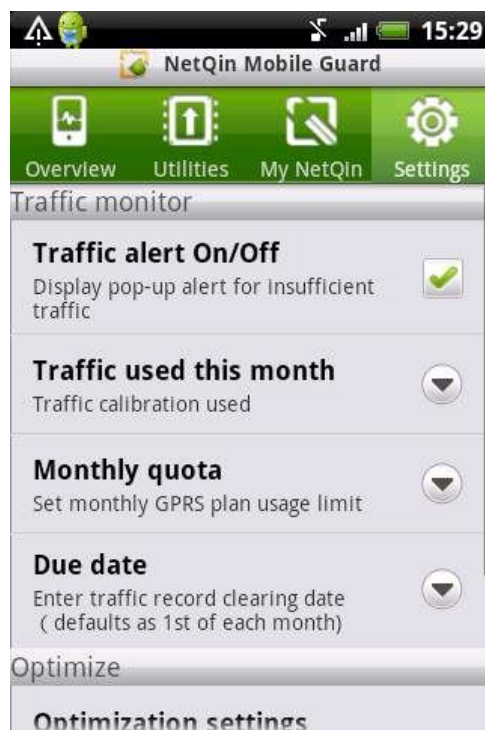 15:29
NetQin Mobile Guard
Overview Utilities My NetQin Settings
Traffic monitor
Traffic alert On/Off
Display pop-up alert for insufficient
traffic
Traffic used this month
Traffic calibration used
Monthly quota
Set monthly GPRS plan usage limit
Due date
Enter traffic record clearing date
( defaults as 1st of each month)
Optimize
Optimization settings